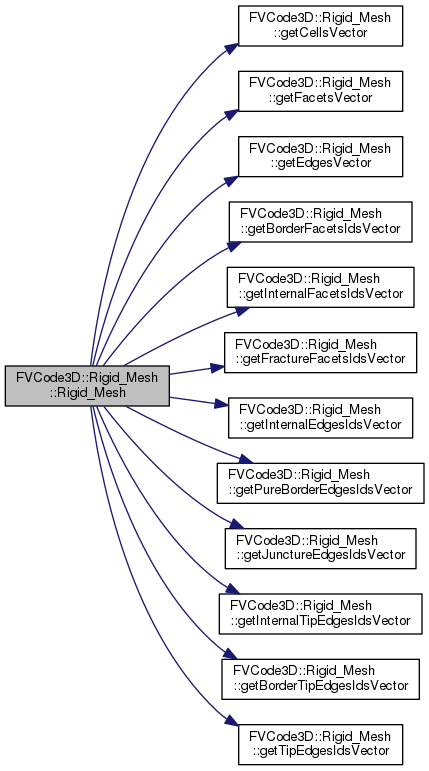 FVCode3D::Rigid_Mesh
::Rigid_Mesh
FVCode3D::Rigid_Mesh
::getCellsVector
FVCode3D::Rigid_Mesh
::getFacetsVector
FVCode3D::Rigid_Mesh
::getEdgesVector
FVCode3D::Rigid_Mesh
::getBorderFacetsIdsVector
FVCode3D::Rigid_Mesh
::getInternalFacetsIdsVector
FVCode3D::Rigid_Mesh
::getFractureFacetsIdsVector
FVCode3D::Rigid_Mesh
::getInternalEdgesIdsVector
FVCode3D::Rigid_Mesh
::getPureBorderEdgesIdsVector
FVCode3D::Rigid_Mesh
::getJunctureEdgesIdsVector
FVCode3D::Rigid_Mesh
::getInternalTipEdgesIdsVector
FVCode3D::Rigid_Mesh
::getBorderTipEdgesIdsVector
FVCode3D::Rigid_Mesh
::getTipEdgesIdsVector